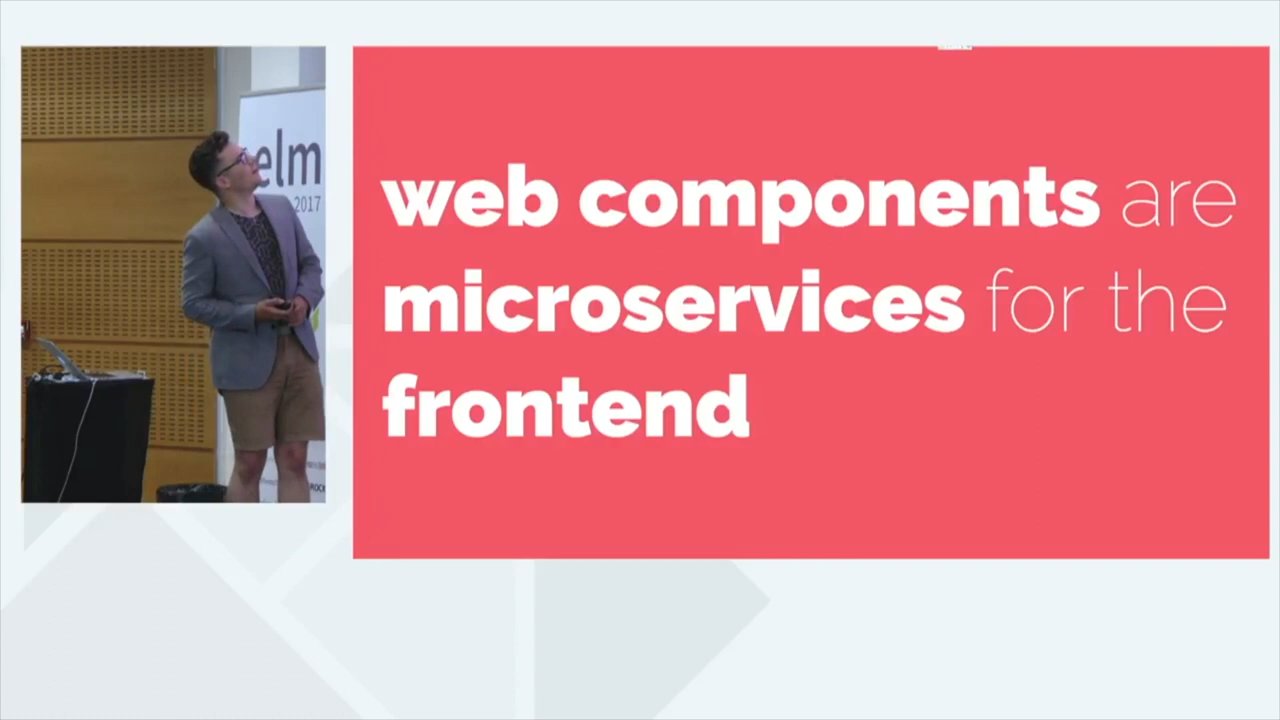 elm
2017
web components are
microservices for the
frontend